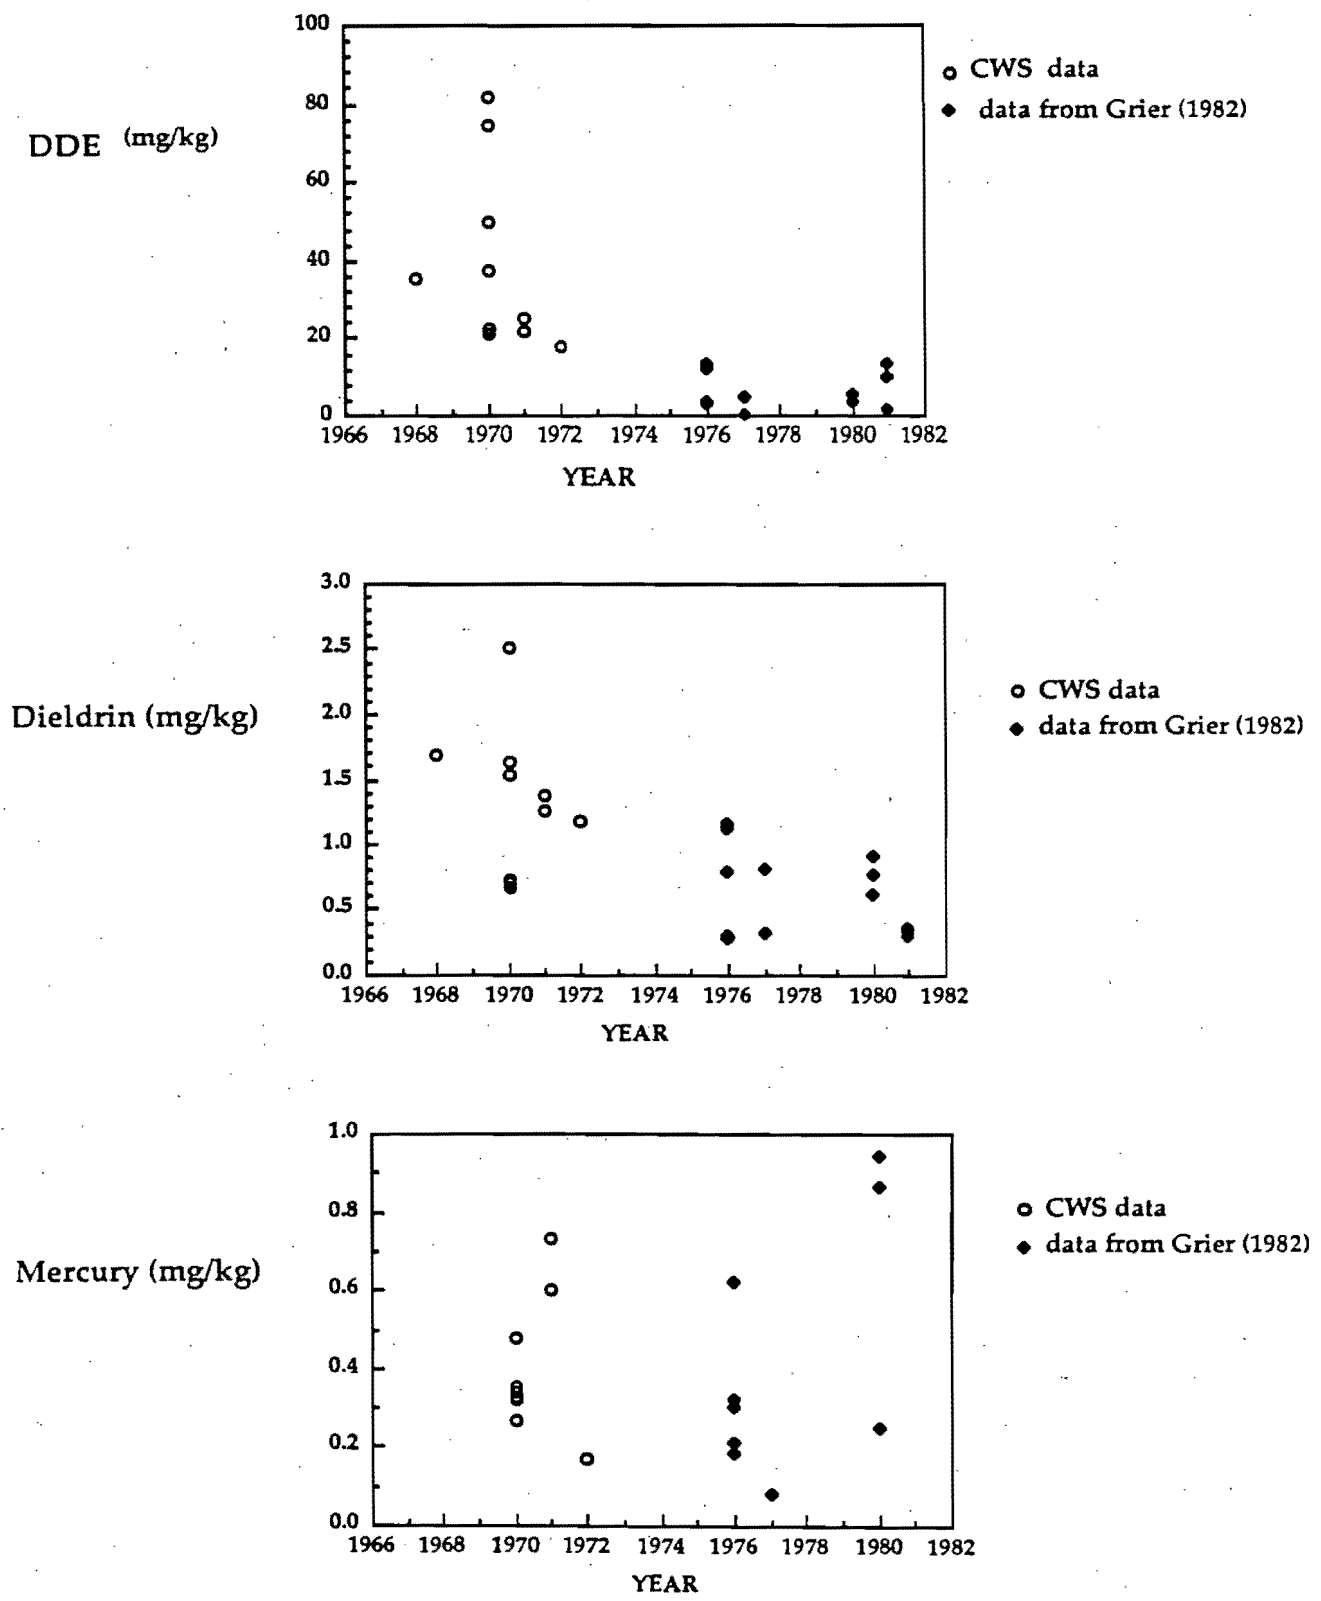 100
80
60
40
20
0
DDE (mg/kg)
CWS data
data from Grier (1982)
1966 1968 1970 1972 1974 1976 1978 1980 1982
YEAR
3.0
2.5
2.0
1.5
1.0
0.5
0.0
Dieldrin (mg/kg)
CWS data
data from Grier (1982)
1966 1968 1970 1972 1974 1976 1978 1980 1982
YEAR
1.0
0.8
0.6
0.4
0.2
0.0
Mercury (mg/kg)
CWS data
data from Grier (1982)
1966 1968 1970 1972 1974 1976 1978 1980 1982
YEAR